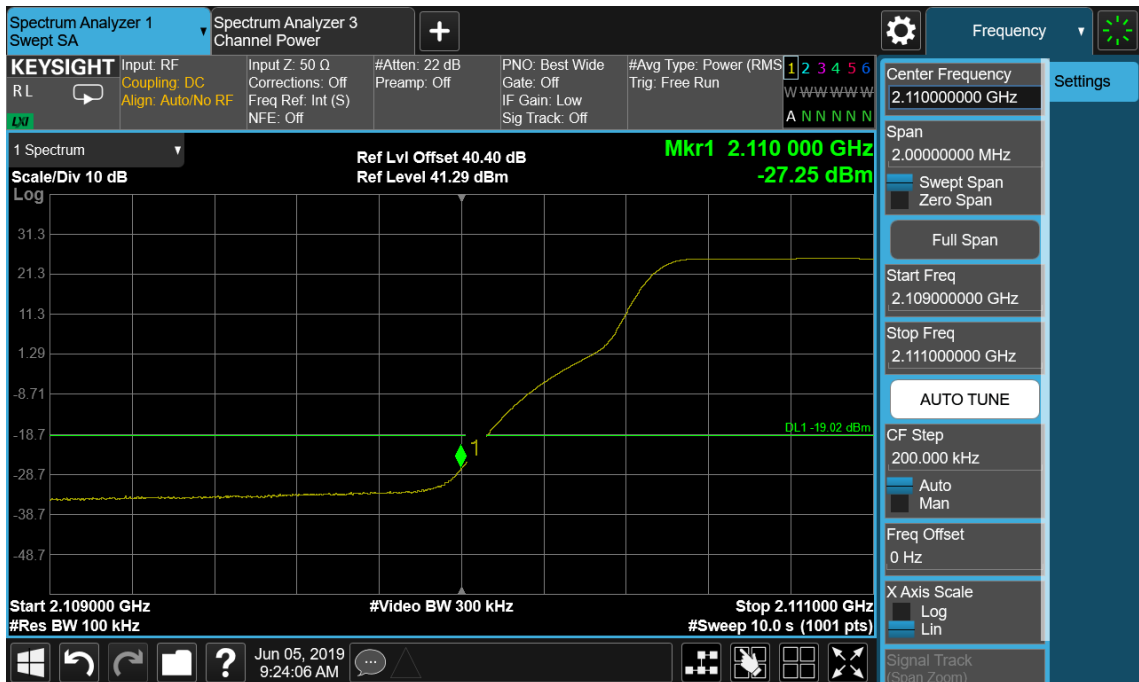 Spectrum Analyzer 1
Swept SA
Spectrum Analyzer 3
Channel Power
Frequency
KEYSIGHT
R L
LXI
Input: RF
Coupling: DC
Align: Auto/No RF
Input Z: 50 Ω
Corrections: Off
Freq Ref: Int (S)
NFE: Off
#Atten: 22 dB
Preamp: Off
PNO: Best Wide
Gate: Off
IF Gain: Low
Sig Track: Off
#Avg Type: Power (RMS
Trig: Free Run
1 2 3 4 5 6
W W W W W W
A N N N N N
1 Spectrum
Scale/Div 10 dB
Ref Lvl Offset 40.40 dB
Ref Level 41.29 dBm
Mkr1 2.110 000 GHz
-27.25 dBm
Log
31.3
21.3
11.3
1.29
-8.71
-18.7
-28.7
-38.7
-48.7
DL1 -19.02 dBm
1
Start 2.109000 GHz
#Res BW 100 kHz
#Video BW 300 kHz
Stop 2.111000 GHz
#Sweep 10.0 s (1001 pts)
Jun 05, 2019
9:24:06 AM
Settings
Center Frequency
2.110000000 GHz
Span
2.00000000 MHz
Swept Span
Zero Span
Full Span
Start Freq
2.109000000 GHz
Stop Freq
2.111000000 GHz
AUTO TUNE
CF Step
200.000 kHz
Auto
Man
Freq Offset
0 Hz
X Axis Scale
Log
Lin
Signal Track
(Span Zoom)